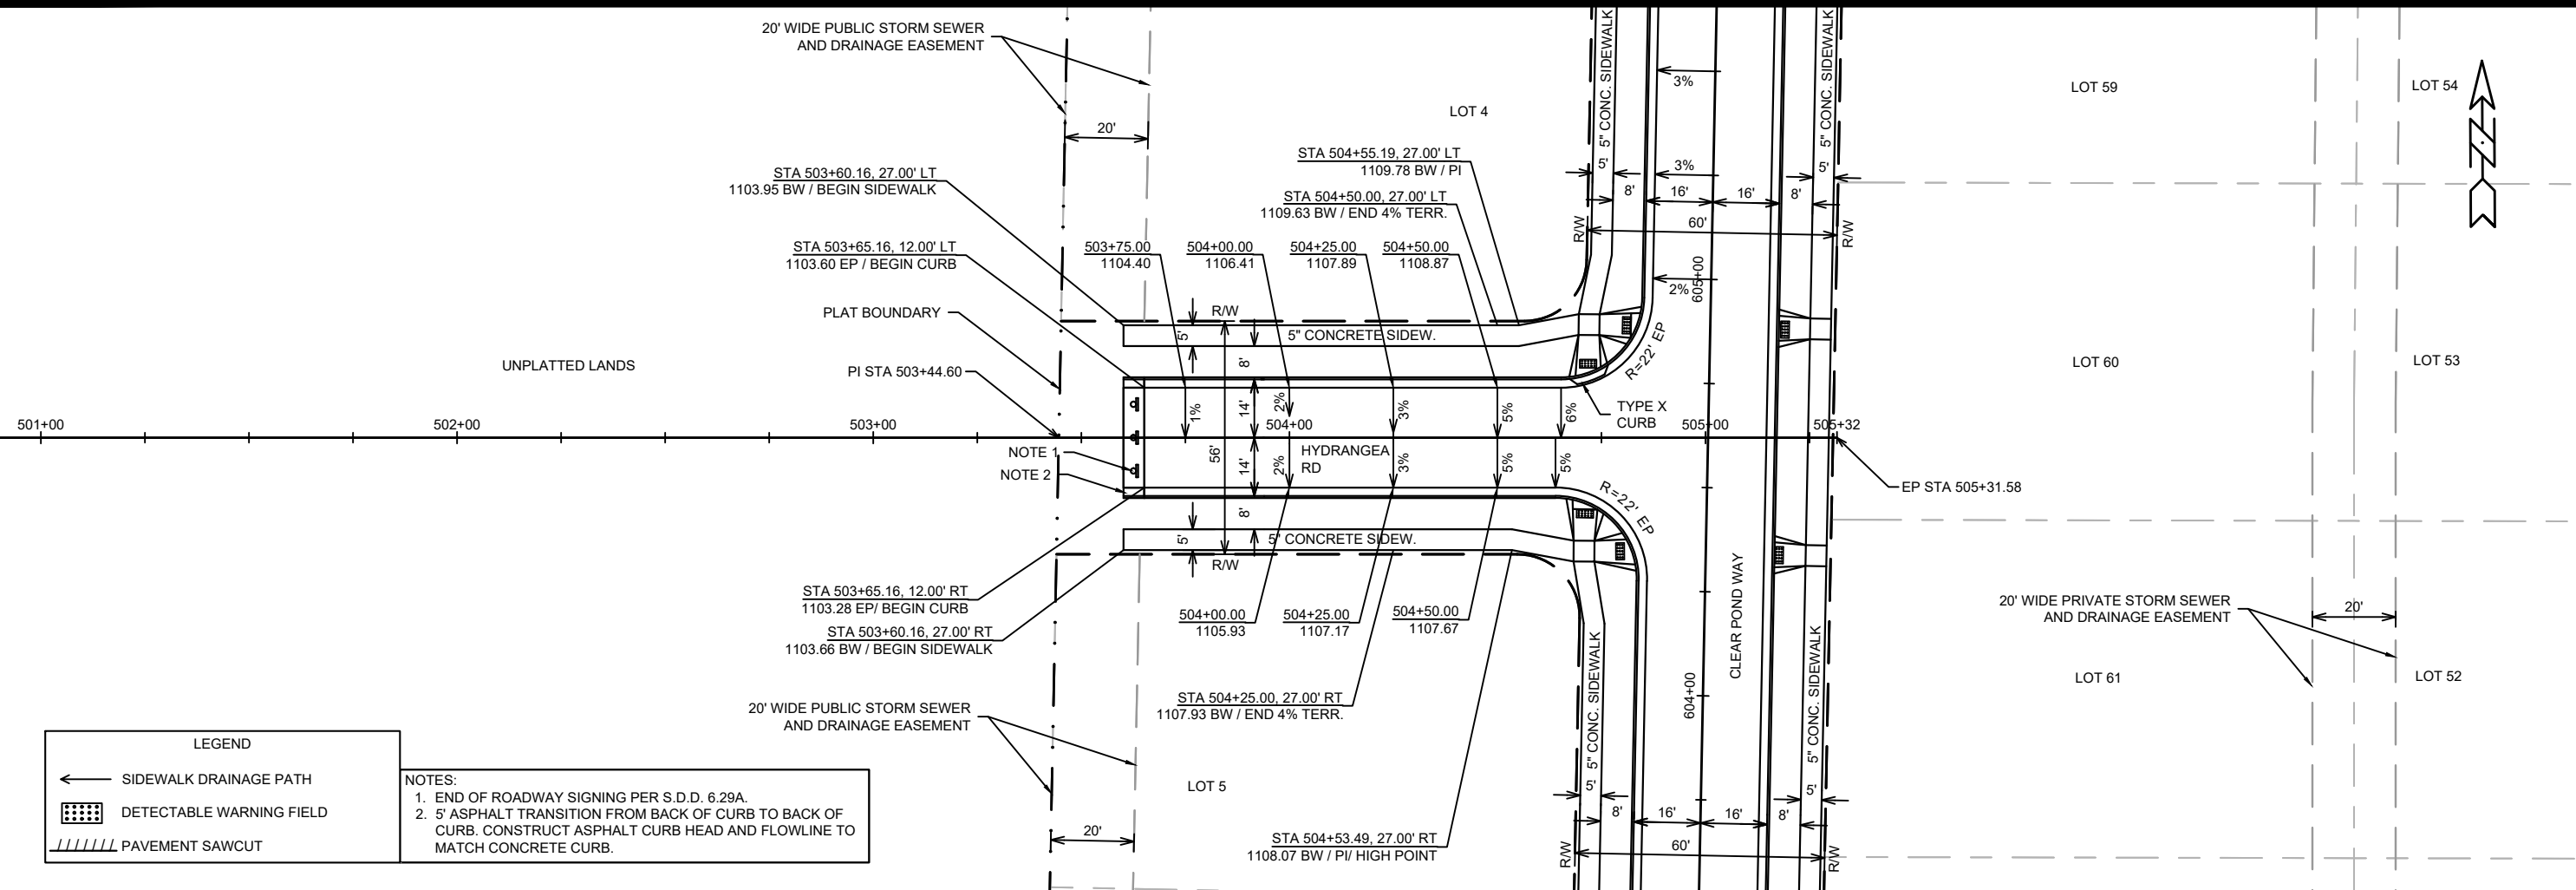 20' WIDE PUBLIC STORM SEWER
AND DRAINAGE EASEMENT
20'
LOT 4
5" CONC. SIDEWALK
5" CONC. SIDEWALK
3%
LOT 59
LOT 54
N
STA 503+60.16, 27.00' LT
1103.95 BW / BEGIN SIDEWALK
STA 504+55.19, 27.00' LT
1109.78 BW / PI
STA 504+50.00, 27.00' LT
1109.63 BW / END 4% TERR.
5'
8'
3%
16'
16'
8'
5'
R/W
60'
R/W
STA 503+65.16, 12.00' LT
1103.60 EP / BEGIN CURB
503+75.00
1104.40
504+00.00
1106.41
504+25.00
1107.89
504+50.00
1108.87
2%
605+00
PLAT BOUNDARY
R/W
5'
5" CONCRETE SIDEW.
8'
R=22' EP
UNPLATTED LANDS
PI STA 503+44.60
LOT 60
LOT 53
1%
14'
2%
3%
5%
6%
TYPE X
CURB
501+00
502+00
503+00
504+00
505+00
505+32
NOTE 1
NOTE 2
56'
14'
2%
HYDRANGEA
RD
3%
5%
5%
R=22' EP
EP STA 505+31.58
8'
5'
5" CONCRETE SIDEW.
R/W
CLEAR POND WAY
STA 503+65.16, 12.00' RT
1103.28 EP/ BEGIN CURB
504+00.00
1105.93
504+25.00
1107.17
504+50.00
1107.67
STA 503+60.16, 27.00' RT
1103.66 BW / BEGIN SIDEWALK
20' WIDE PRIVATE STORM SEWER
AND DRAINAGE EASEMENT
20'
5" CONC. SIDEWALK
604+00
5" CONC. SIDEWALK
LOT 61
LOT 52
STA 504+25.00, 27.00' RT
1107.93 BW / END 4% TERR.
20' WIDE PUBLIC STORM SEWER
AND DRAINAGE EASEMENT
LOT 5
20'
5'
8'
16'
16'
8'
5'
STA 504+53.49, 27.00' RT
1108.07 BW / PI/ HIGH POINT
R/W
60'
R/W
LEGEND
SIDEWALK DRAINAGE PATH
DETECTABLE WARNING FIELD
PAVEMENT SAWCUT
NOTES:
1. END OF ROADWAY SIGNING PER S.D.D. 6.29A.
2. 5' ASPHALT TRANSITION FROM BACK OF CURB TO BACK OF
CURB. CONSTRUCT ASPHALT CURB HEAD AND FLOWLINE TO
MATCH CONCRETE CURB.